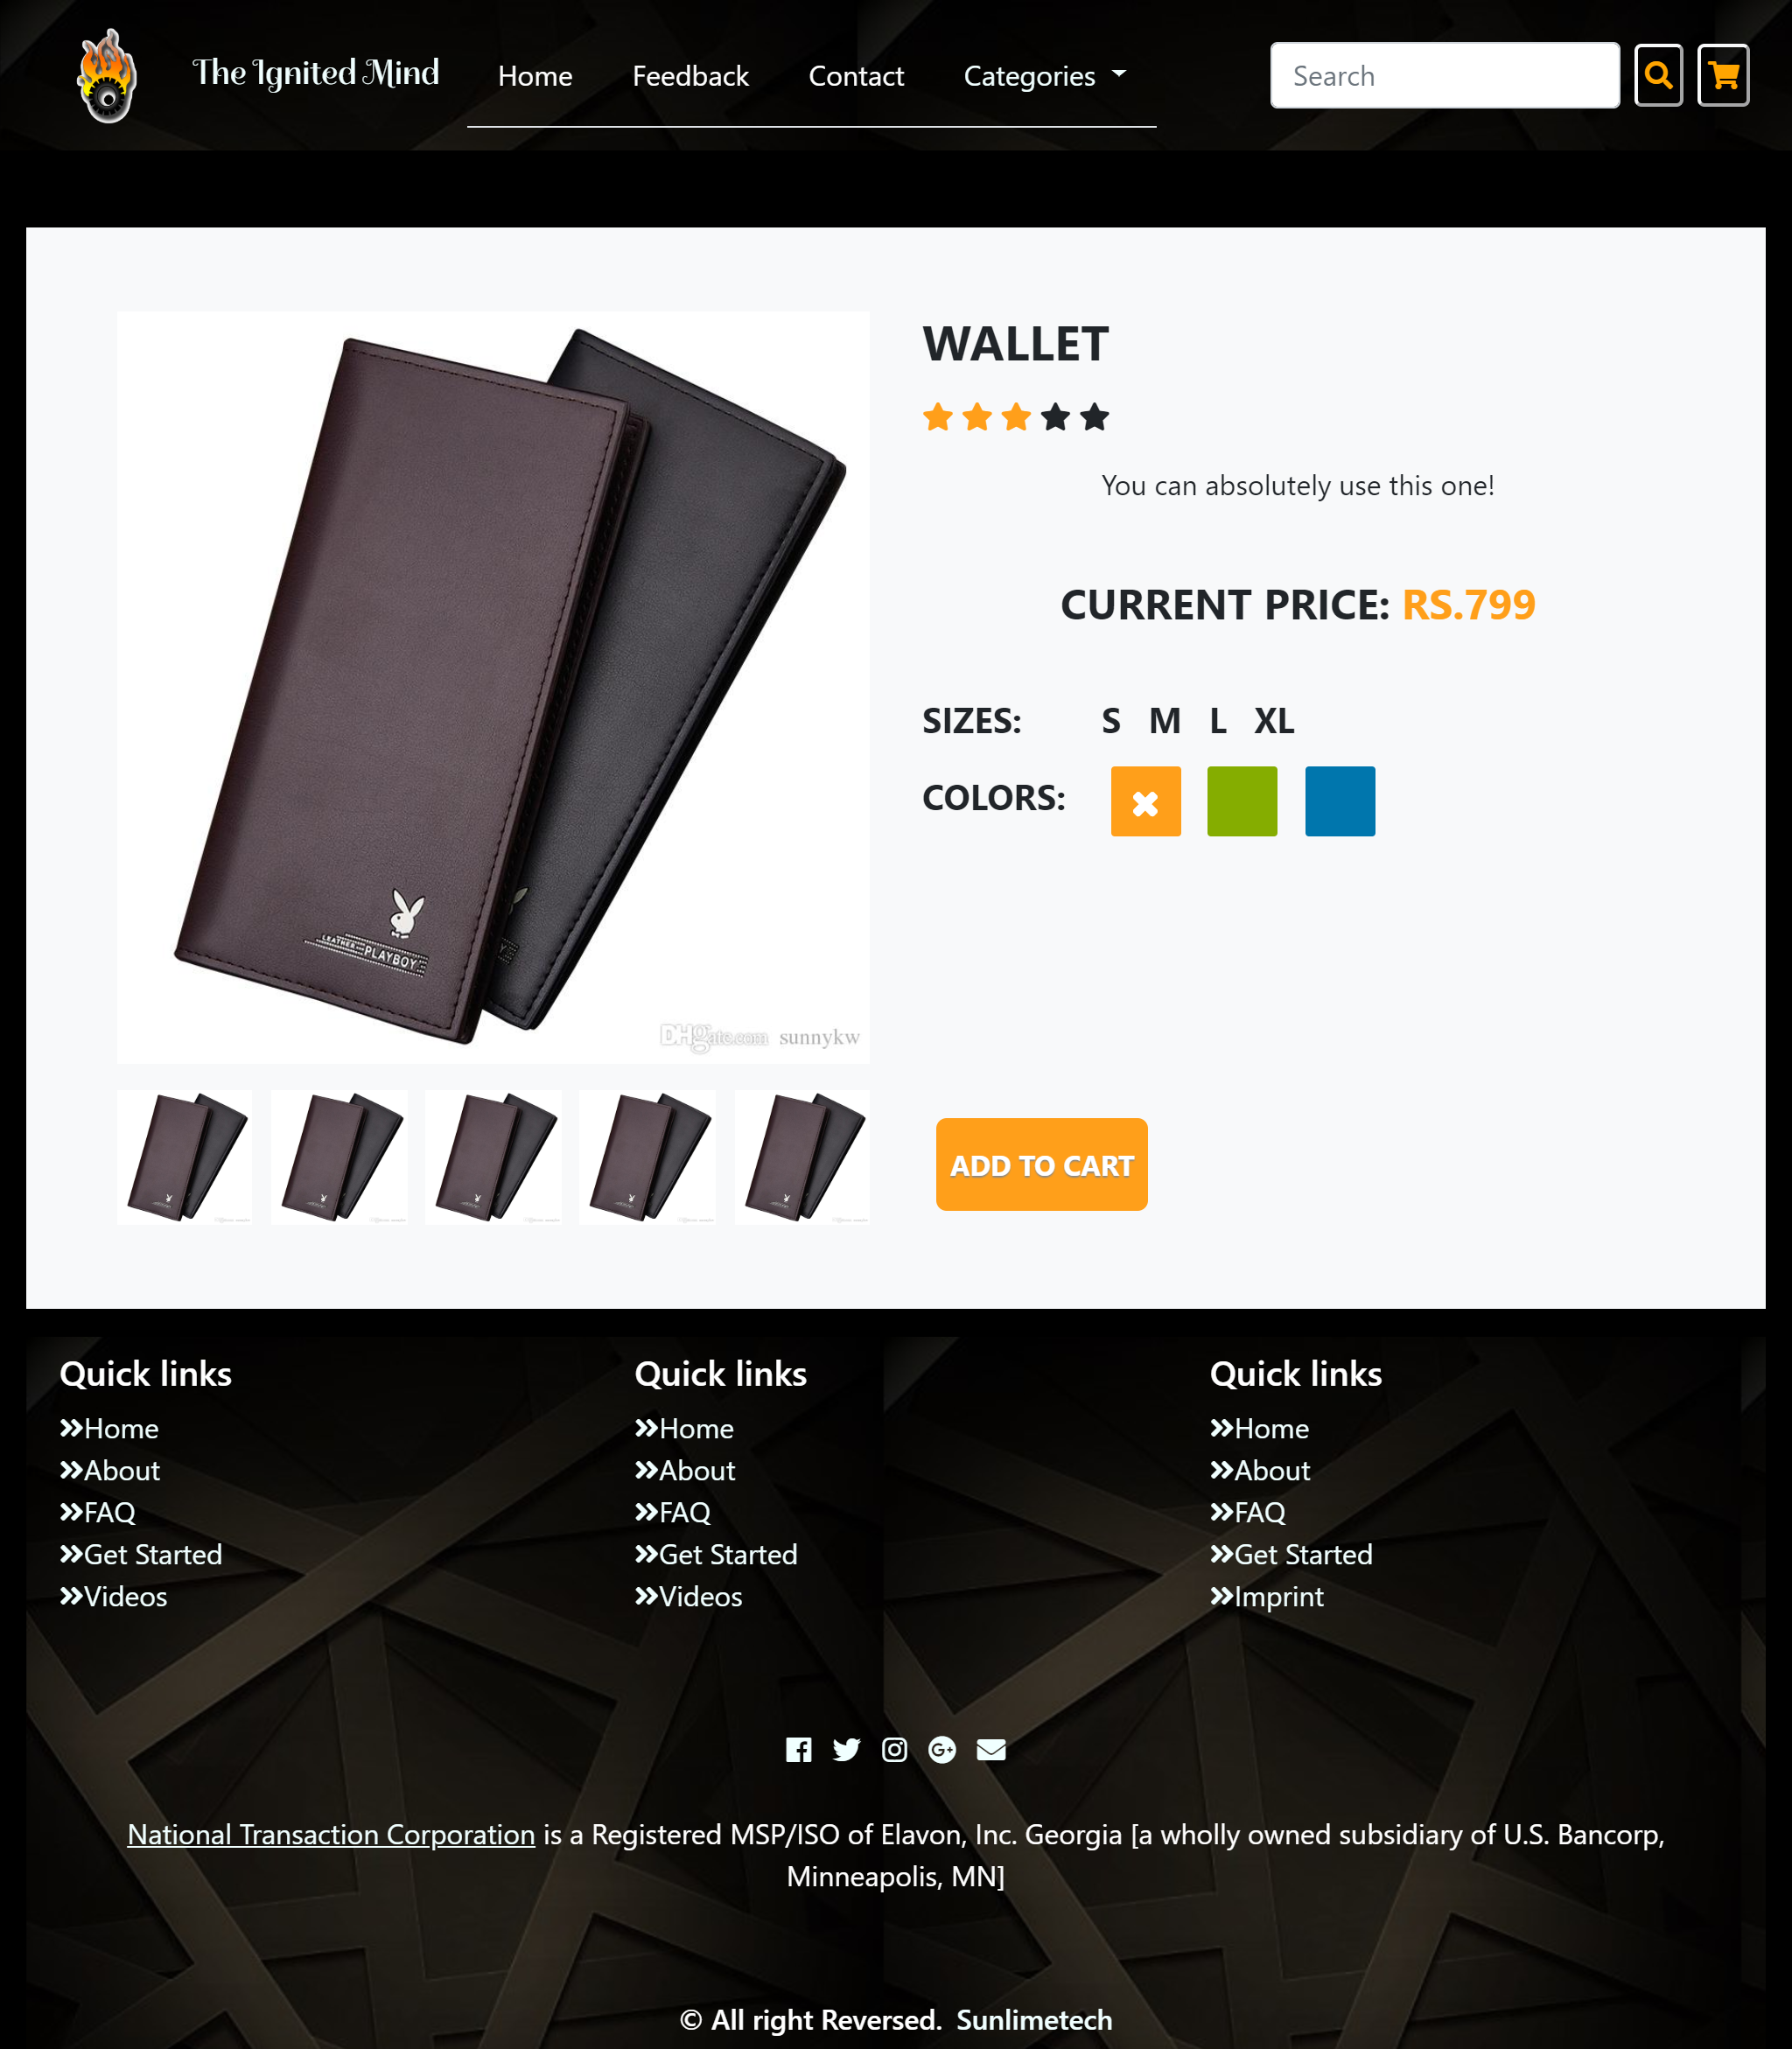 The Ignited Mind
Home
Feedback
Contact
Categories
Search
WALLET
You can absolutely use this one!
CURRENT PRICE: RS.799
SIZES: S M L XL
COLORS:
LEATHER
PLAYBOY
DHgate.com sunnykw
ADD TO CART
Quick links
Home
About
FAQ
Get Started
Videos
Quick links
Home
About
FAQ
Get Started
Videos
Quick links
Home
About
FAQ
Get Started
Imprint
National Transaction Corporation is a Registered MSP/ISO of Elavon, Inc. Georgia [a wholly owned subsidiary of U.S. Bancorp,
Minneapolis, MN]
© All right Reversed. Sunlimetech